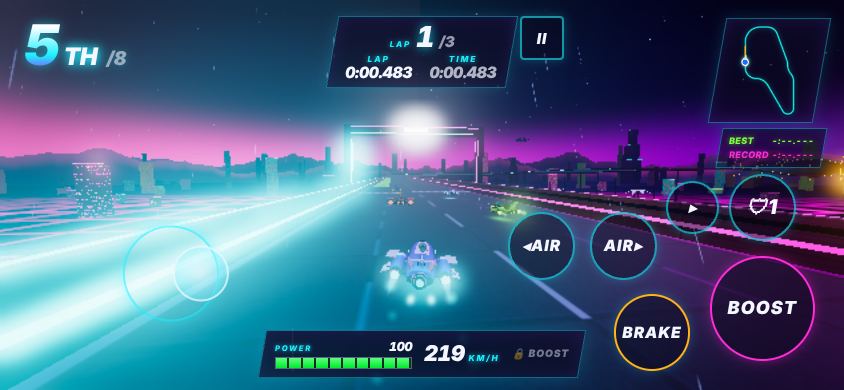 5TH /8
LAP 1/3
LAP TIME
0:00.483 0:00.483
II
BEST -:--.---
RECORD -:--.---
▶
1
◂AIR
AIR▸
BOOST
BRAKE
POWER 100
219 KM/H
🔒 BOOST